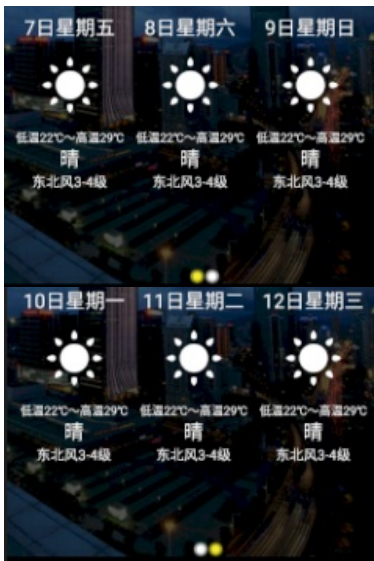 7日星期五 8日星期六 9日星期日
低温22℃～高温29℃ 低温22℃～高温29℃ 低温22℃～高温29℃
晴 晴 晴
东北风3-4级 东北风3-4级 东北风3-4级
10日星期一 11日星期二 12日星期三
低温22℃～高温29℃ 低温22℃～高温29℃ 低温22℃～高温29℃
晴 晴 晴
东北风3-4级 东北风3-4级 东北风3-4级